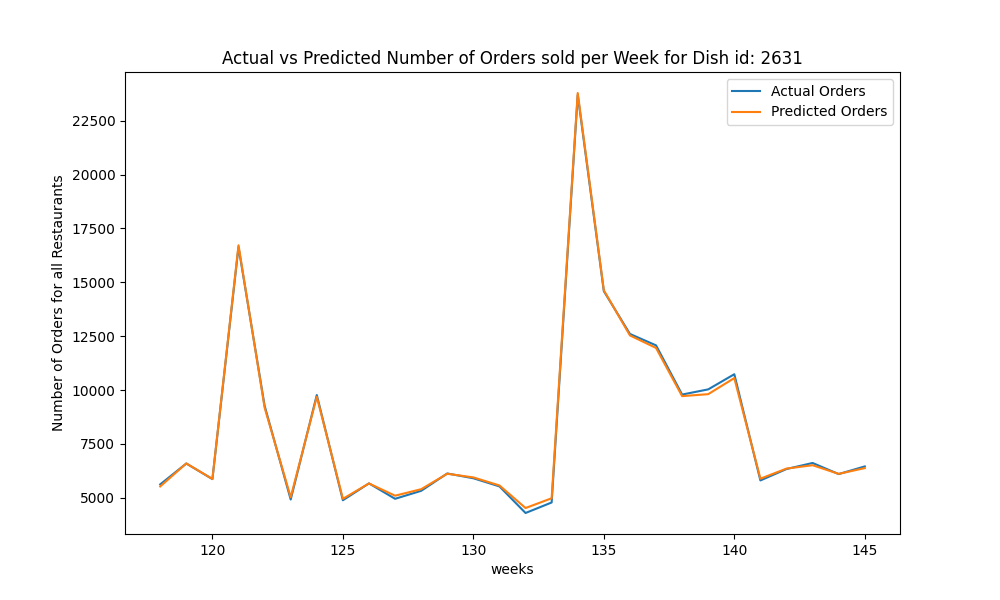 Actual vs Predicted Number of Orders sold per Week for Dish id: 2631
Actual Orders
Predicted Orders
Number of Orders for all Restaurants
22500
20000
17500
15000
12500
10000
7500
5000
120 125 130 135 140 145
weeks